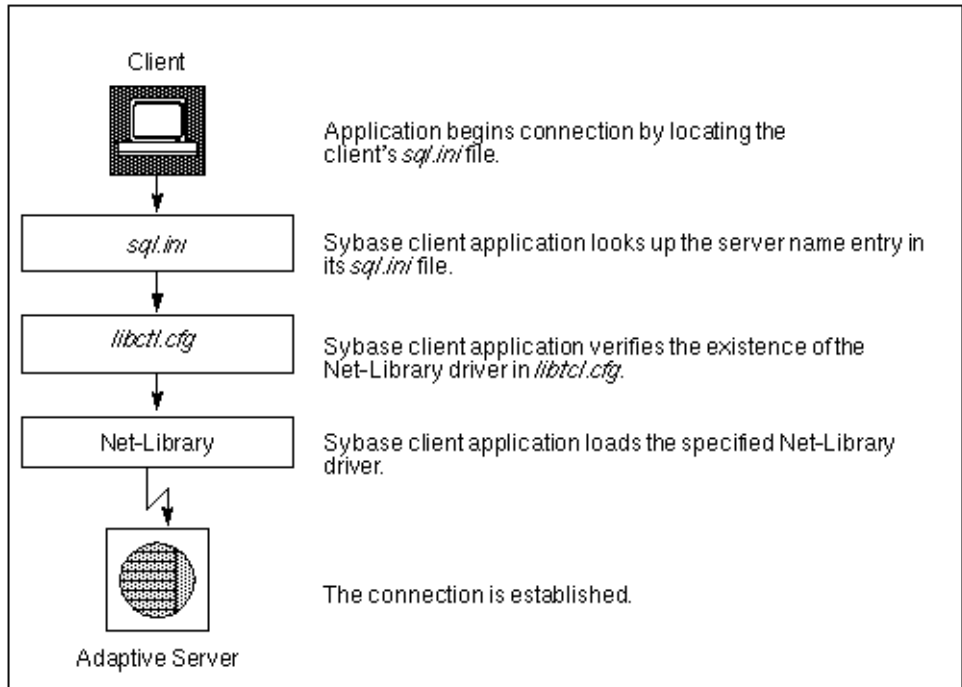 Client
Application begins connection by locating the
client's sql.ini file.
sql.ini
Sybase client application looks up the server name entry in
its sql.ini file.
libctl.cfg
Sybase client application verifies the existence of the
Net-Library driver in libtcl.cfg.
Net-Library
Sybase client application loads the specified Net-Library
driver.
The connection is established.
Adaptive Server